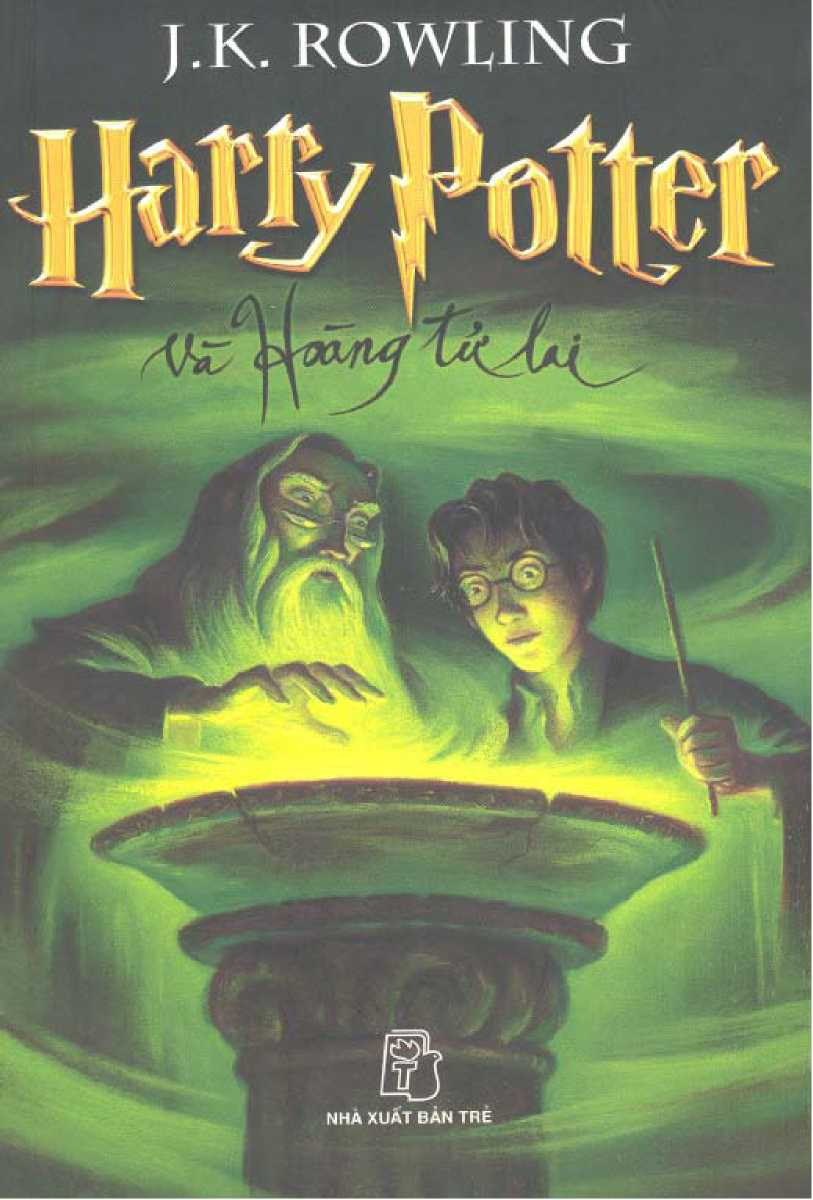 J.K. ROWLING
Harry Potter
và Hoàng tử lai
T
NHÀ XUẤT BẢN TRẺ